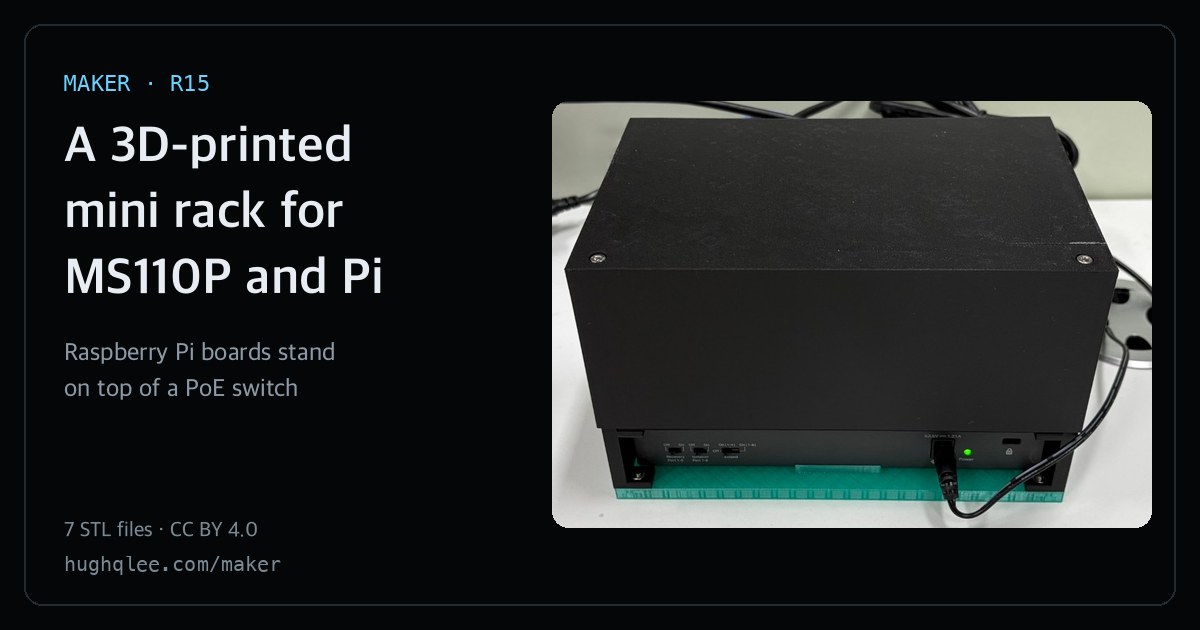 MAKER · R15
A 3D-printed
mini rack for
MS110P and Pi
Raspberry Pi boards stand
on top of a PoE switch
7 STL files · CC BY 4.0
hughqlee.com/maker
Power